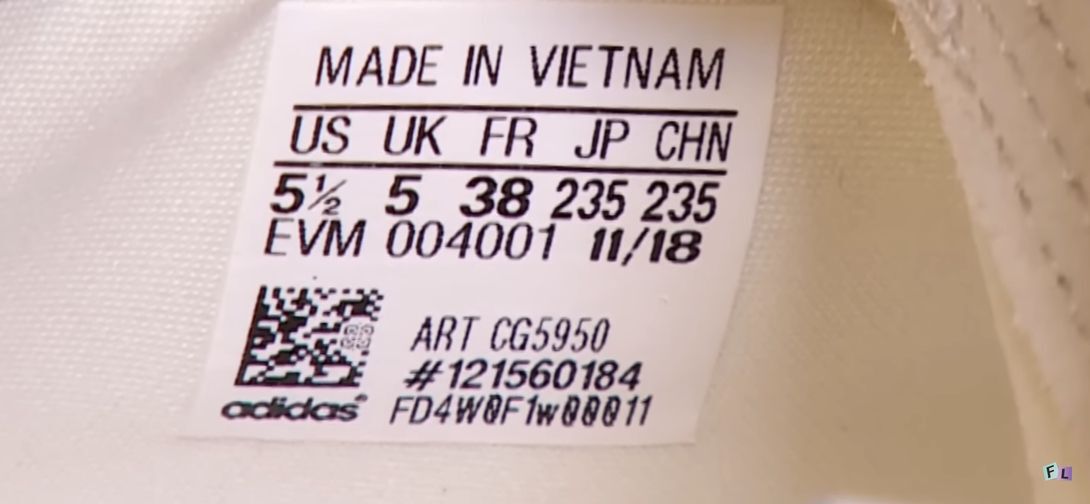 MADE IN VIETNAM
US UK FR JP CHN
5½ 5 38 235 235
EVM 004001 11/18
ART CG5950
#121560184
adidas® FD4W0F1w00011
FL